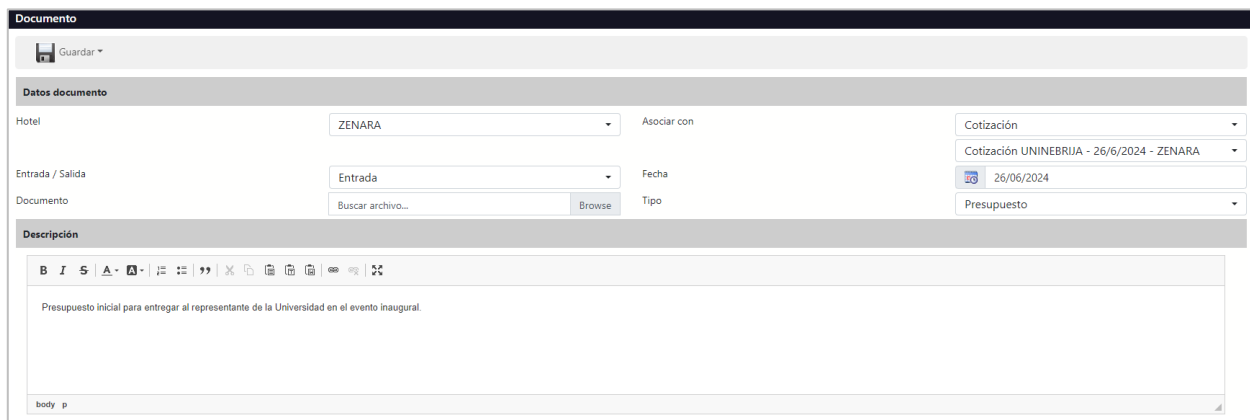 Documento
Guardar
Datos documento
Hotel ZENARA Asociar con Cotización
Cotización UNINEBRIJA - 26/6/2024 - ZENARA
Entrada / Salida Entrada Fecha 26/06/2024
Documento Buscar archivo... Browse Tipo Presupuesto
Descripción
B I S A A
Presupuesto inicial para entregar al representante de la Universidad en el evento inaugural.
body p